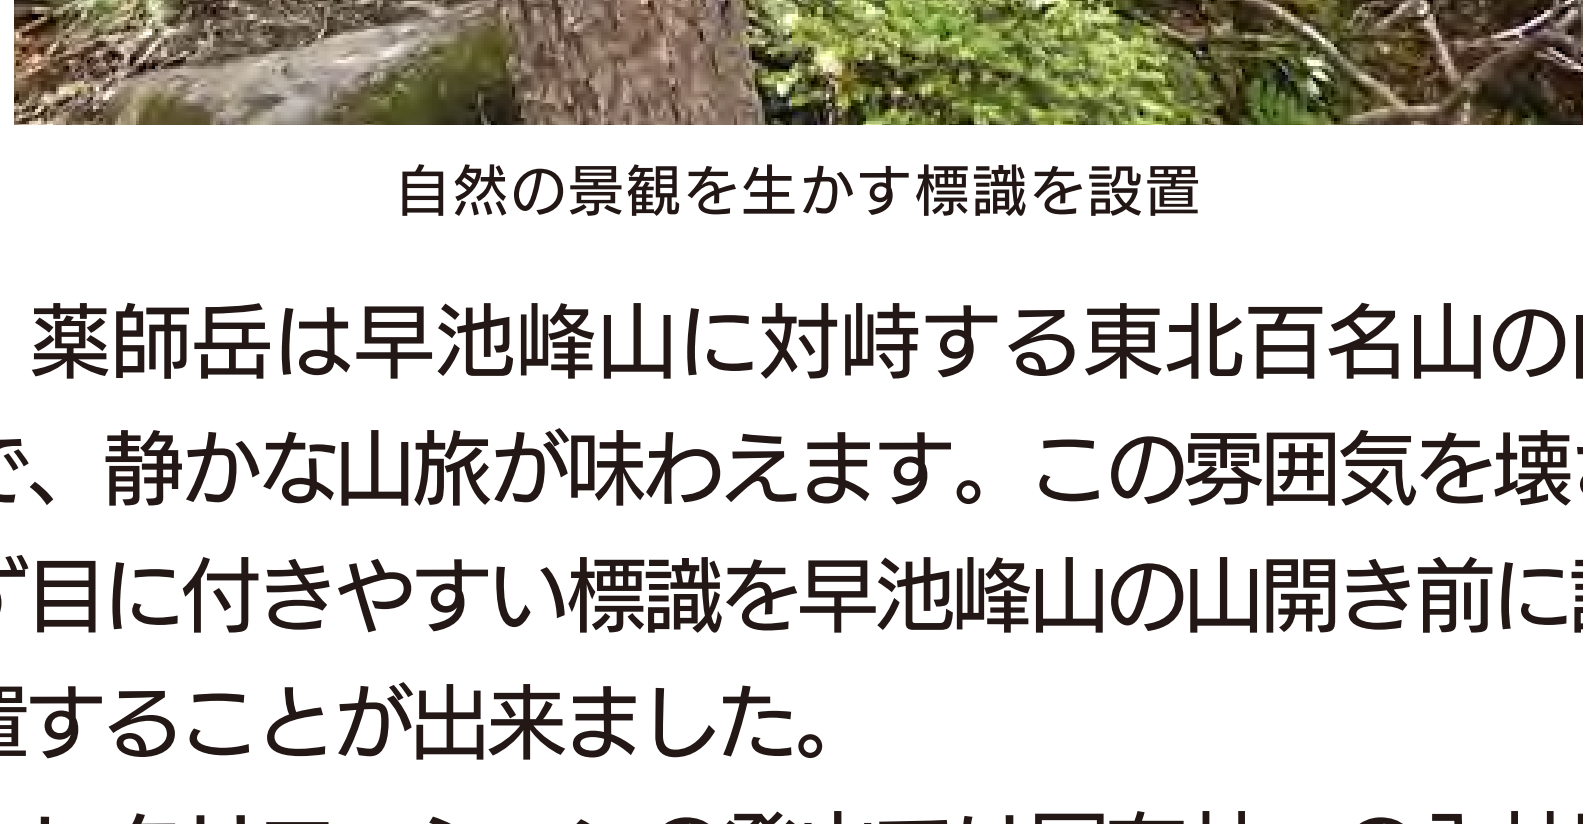 自然の景観を生かす標識を設置
薬師岳は早池峰山に対峙する東北百名山の
で、静かな山旅が味わえます。この雰囲気を壊
ず目に付きやすい標識を早池峰山の山開き前に
置することが出来ました。